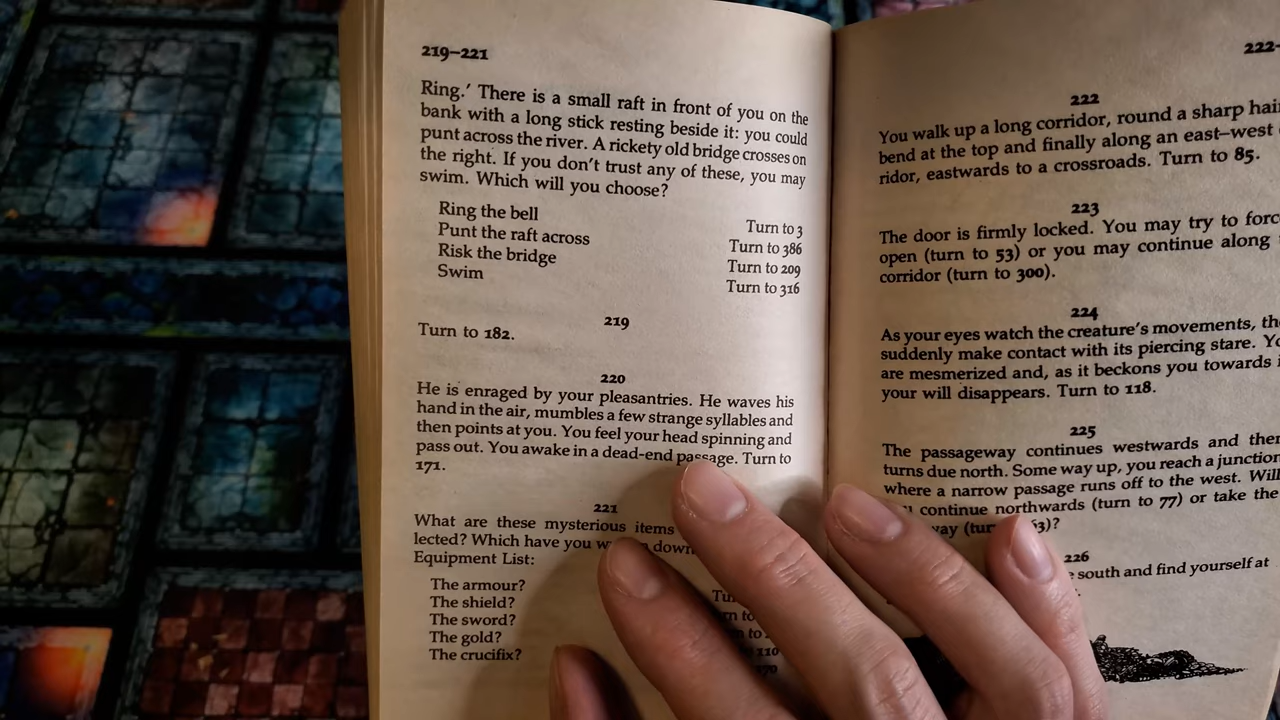 219–221
Ring.’ There is a small raft in front of you on the
bank with a long stick resting beside it: you could
punt across the river. A rickety old bridge crosses on
the right. If you don’t trust any of these, you may
swim. Which will you choose?
Ring the bell Turn to 3
Punt the raft across Turn to 386
Risk the bridge Turn to 209
Swim Turn to 316
219
Turn to 182.
220
He is enraged by your pleasantries. He waves his
hand in the air, mumbles a few strange syllables and
then points at you. You feel your head spinning and
pass out. You awake in a dead-end passage. Turn to
171.
221
What are these mysterious items
lected? Which have you down
Equipment List:
The armour?
The shield?
The sword? to
The gold? to
The crucifix?
110
222-
222
You walk up a long corridor, round a sharp
bend at the top and finally along an east–west
ridor, eastwards to a crossroads. Turn to 85.
223
The door is firmly locked. You may try to
open (turn to 53) or you may continue along
corridor (turn to 300).
224
As your eyes watch the creature’s movements,
suddenly make contact with its piercing stare.
are mesmerized and, as it beckons you towards
your will disappears. Turn to 118.
225
The passageway continues westwards and
turns due north. Some way up, you reach a junction
where a narrow passage runs off to the west. Will
continue northwards (turn to 77) or take the
226
south and find yourself at